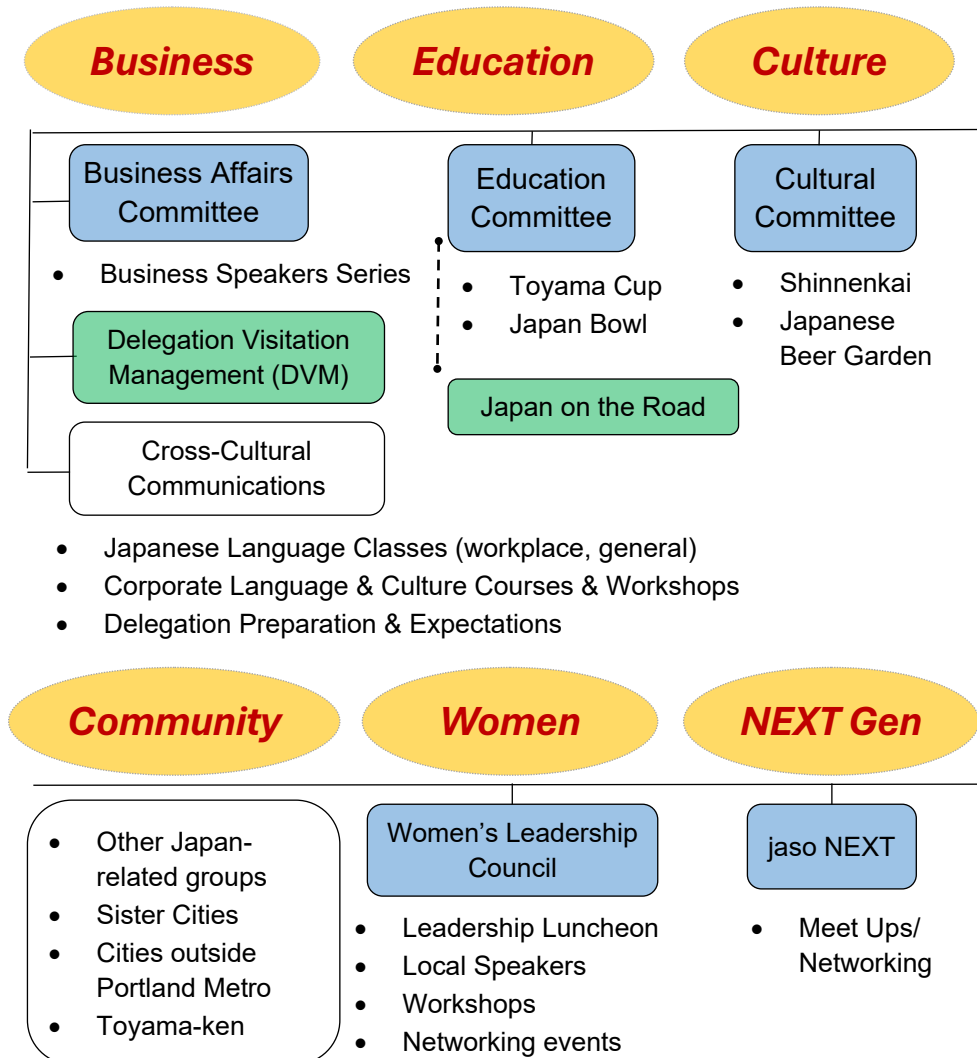 Business
Education
Culture
Business Affairs
Committee
• Business Speakers Series
Delegation Visitation
Management (DVM)
Cross-Cultural
Communications
Education
Committee
• Toyama Cup
• Japan Bowl
Japan on the Road
Cultural
Committee
• Shinnenkai
• Japanese
Beer Garden
• Japanese Language Classes (workplace, general)
• Corporate Language & Culture Courses & Workshops
• Delegation Preparation & Expectations
Community
Women
NEXT Gen
• Other Japan-
related groups
• Sister Cities
• Cities outside
Portland Metro
• Toyama-ken
Women’s Leadership
Council
• Leadership Luncheon
• Local Speakers
• Workshops
• Networking events
jaso NEXT
• Meet Ups/
Networking